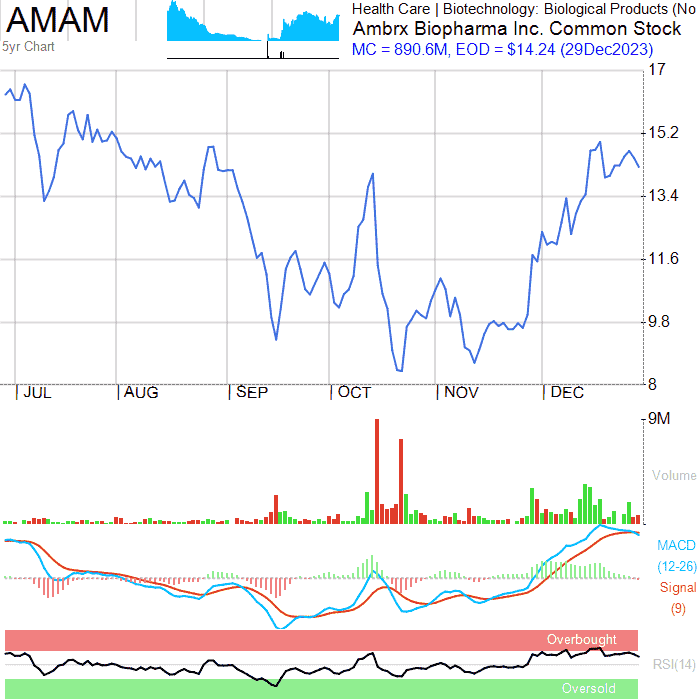 AMAM
5yr Chart
Health Care | Biotechnology: Biological Products (No
Ambrx Biopharma Inc. Common Stock
MC = 890.6M, EOD = $14.24 (29Dec2023)
17
15.2
13.4
11.6
9.8
8
JUL
AUG
SEP
OCT
NOV
DEC
9M
Volume
MACD
(12-26)
Signal
(9)
Overbought
RSI(14)
Oversold